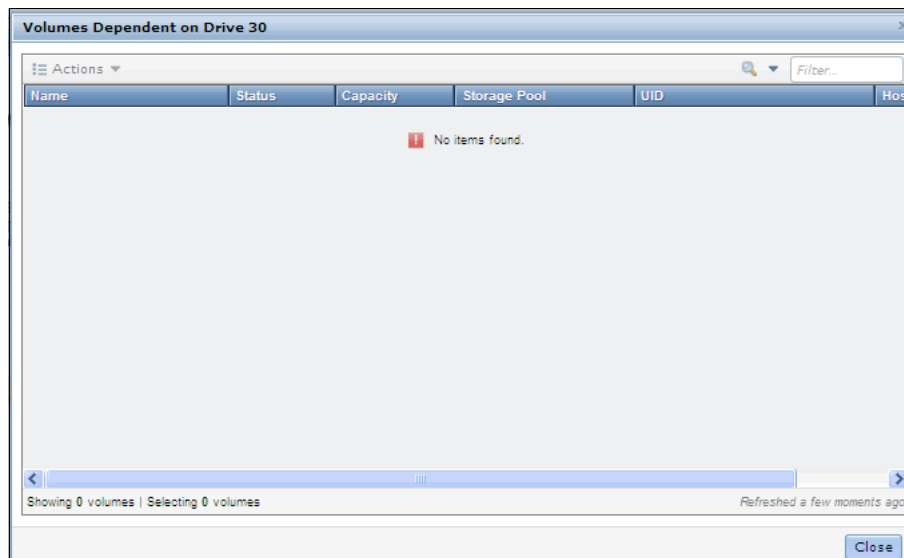 Volumes Dependent on Drive 30
Actions
Filter...
Name Status Capacity Storage Pool UID Hos
No items found.
Showing 0 volumes | Selecting 0 volumes Refreshed a few moments ago
Close